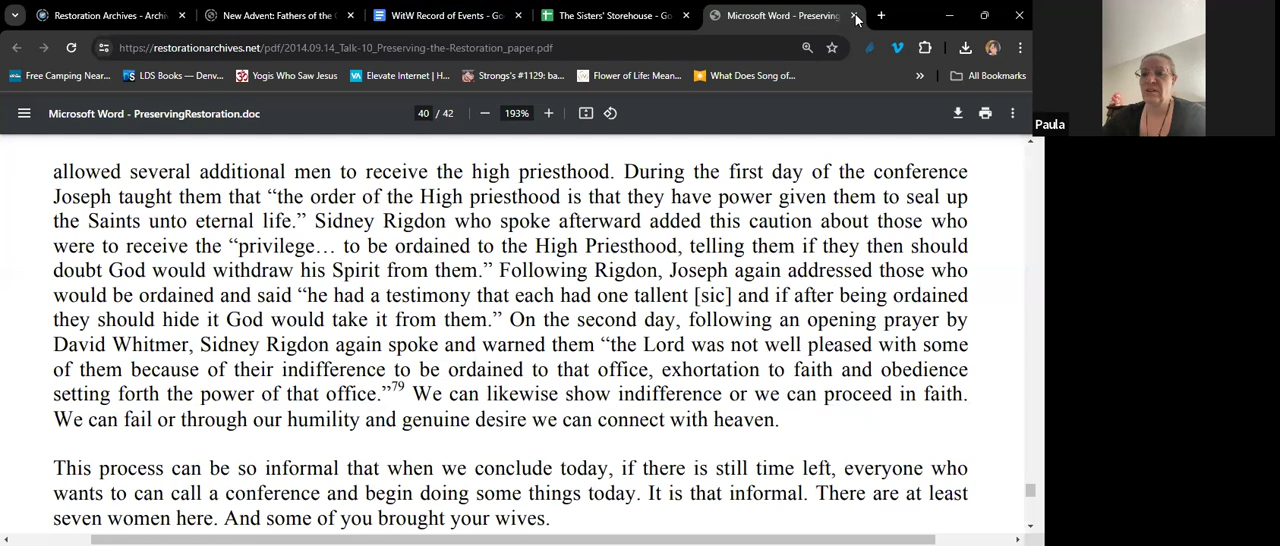 Restoration Archives - Archi
New Advent: Fathers of the C
WitW Record of Events - Go
The Sisters' Storehouse - Go
Microsoft Word - Preserving
https://restorationarchives.net/pdf/2014.09.14_Talk-10_Preserving-the-Restoration_paper.pdf
Free Camping Near...
LDS Books — Denv...
Yogis Who Saw Jesus
Elevate Internet | H...
Strongs's #1129: ba...
Flower of Life: Mean...
What Does Song of...
»
All Bookmarks
Microsoft Word - PreservingRestoration.doc
40 / 42
193%
Paula
allowed several additional men to receive the high priesthood. During the first day of the conference
Joseph taught them that “the order of the High priesthood is that they have power given them to seal up
the Saints unto eternal life.” Sidney Rigdon who spoke afterward added this caution about those who
were to receive the “privilege… to be ordained to the High Priesthood, telling them if they then should
doubt God would withdraw his Spirit from them.” Following Rigdon, Joseph again addressed those who
would be ordained and said “he had a testimony that each had one tallent [sic] and if after being ordained
they should hide it God would take it from them.” On the second day, following an opening prayer by
David Whitmer, Sidney Rigdon again spoke and warned them “the Lord was not well pleased with some
of them because of their indifference to be ordained to that office, exhortation to faith and obedience
setting forth the power of that office.”79 We can likewise show indifference or we can proceed in faith.
We can fail or through our humility and genuine desire we can connect with heaven.
This process can be so informal that when we conclude today, if there is still time left, everyone who
wants to can call a conference and begin doing some things today. It is that informal. There are at least
seven women here. And some of you brought your wives.